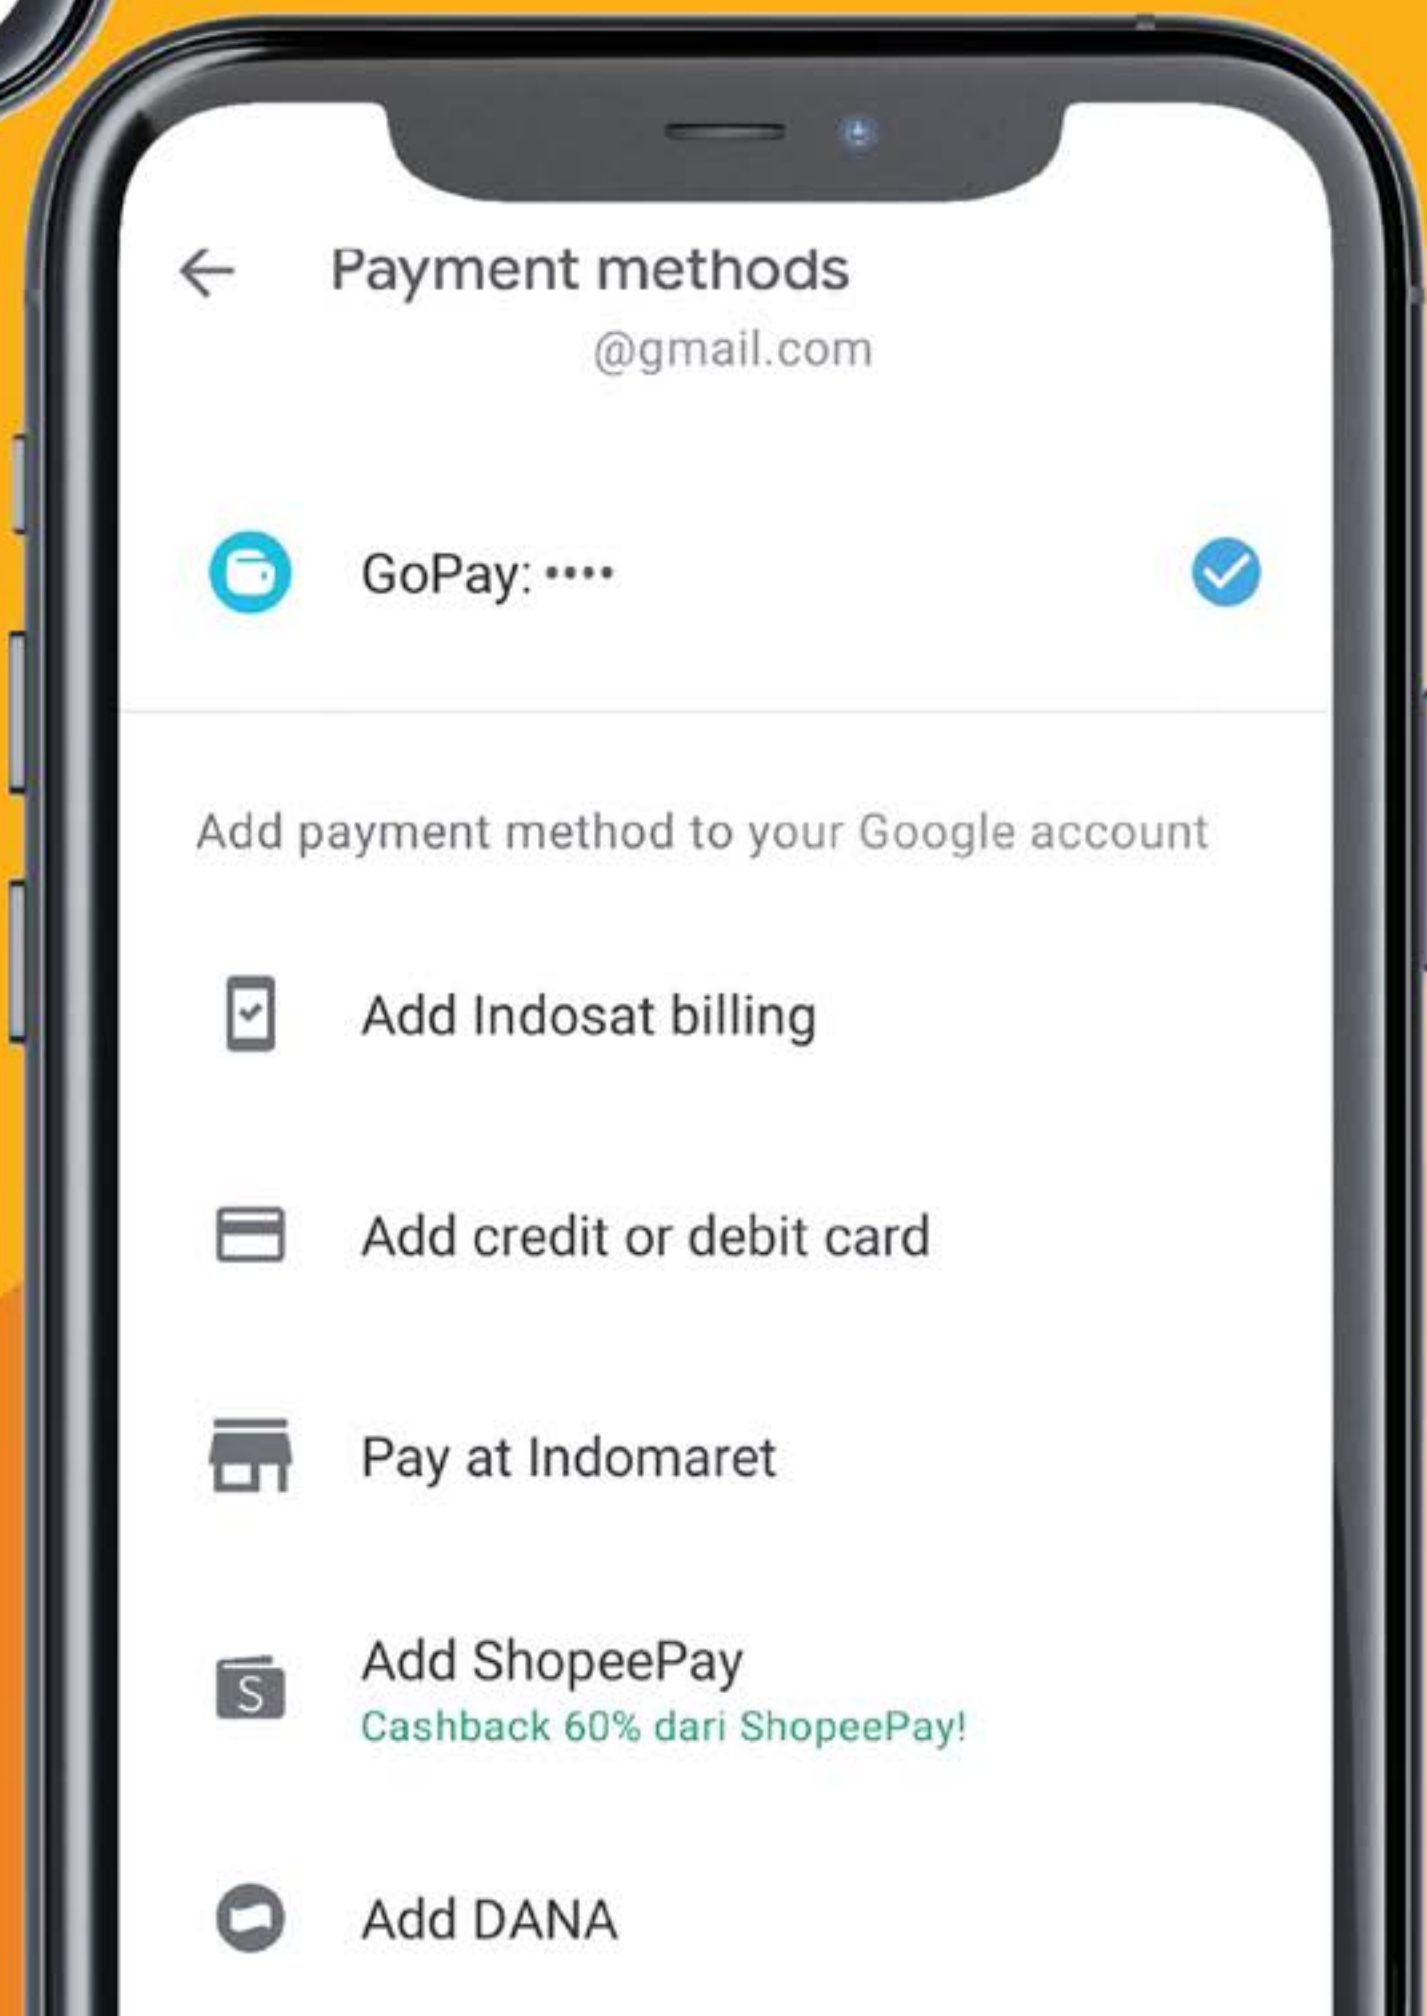 Payment methods
@gmail.com
GoPay: ••••
Add payment method to your Google account
Add Indosat billing
Add credit or debit card
Pay at Indomaret
S
Add ShopeePay
Cashback 60% dari ShopeePay!
Add DANA